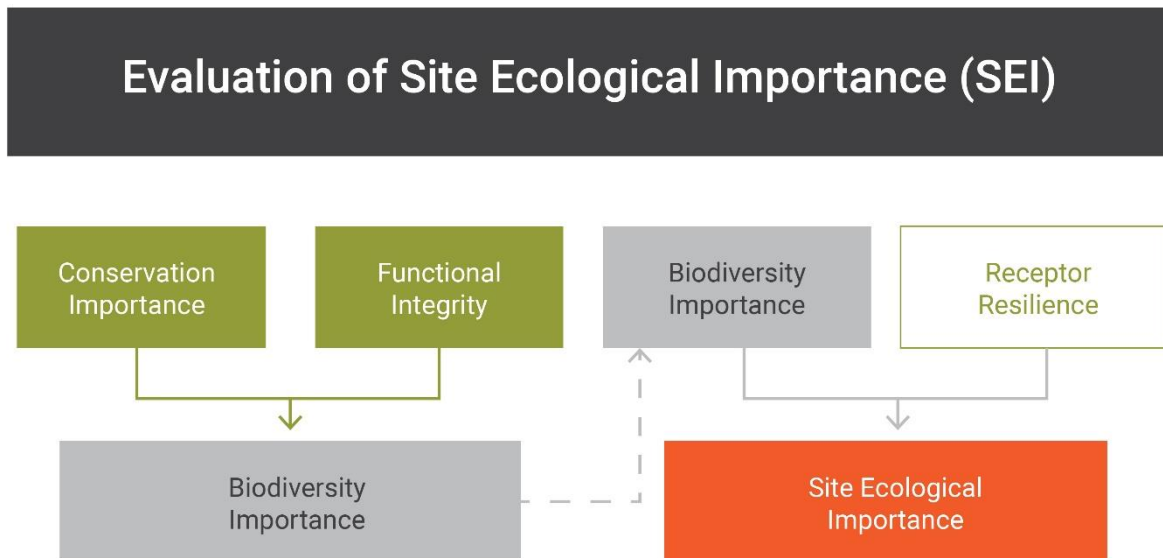 Evaluation of Site Ecological Importance (SEI)
Conservation
Importance
Functional
Integrity
Biodiversity
Importance
Receptor
Resilience
Biodiversity
Importance
Site Ecological
Importance